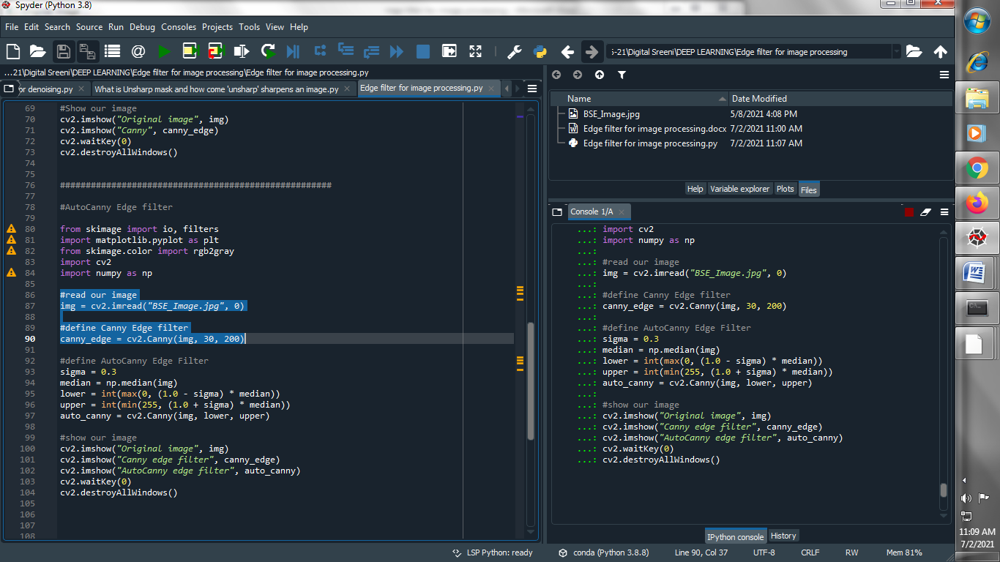 Spyder (Python 3.8)
File Edit Search Source Run Debug Consoles Projects Tools View Help
5-21\Digital Sreeni\DEEP LEARNING\Edge filter for image processing
...21\Digital Sreeni\DEEP LEARNING\Edge filter for image processing\Edge filter for image processing.py
or denoising.py What is Unsharp mask and how come 'unsharp' sharpens an image.py Edge filter for image processing.py
69 #Show our image
70 cv2.imshow("Original image", img)
71 cv2.imshow("Canny", canny_edge)
72 cv2.waitKey(0)
73 cv2.destroyAllWindows()
74
75
76 #####################################################
77
78 #AutoCanny Edge filter
79
80 from skimage import io, filters
81 import matplotlib.pyplot as plt
82 from skimage.color import rgb2gray
83 import cv2
84 import numpy as np
85
86 #read our image
87 img = cv2.imread("BSE_Image.jpg", 0)
88
89 #define Canny Edge filter
90 canny_edge = cv2.Canny(img, 30, 200)
91
92 #define AutoCanny Edge Filter
93 sigma = 0.3
94 median = np.median(img)
95 lower = int(max(0, (1.0 - sigma) * median))
96 upper = int(min(255, (1.0 + sigma) * median))
97 auto_canny = cv2.Canny(img, lower, upper)
98
99 #show our image
100 cv2.imshow("Original image", img)
101 cv2.imshow("Canny edge filter", canny_edge)
102 cv2.imshow("AutoCanny edge filter", auto_canny)
103 cv2.waitKey(0)
104 cv2.destroyAllWindows()
105
106
107
108
Name Date Modified
BSE_Image.jpg 5/8/2021 4:08 PM
Edge filter for image processing.docx 7/2/2021 11:00 AM
Edge filter for image processing.py 7/2/2021 11:07 AM
Help Variable explorer Plots Files
Console 1/A
...: import cv2
...: import numpy as np
...:
...: #read our image
...: img = cv2.imread("BSE_Image.jpg", 0)
...:
...: #define Canny Edge filter
...: canny_edge = cv2.Canny(img, 30, 200)
...:
...: #define AutoCanny Edge Filter
...: sigma = 0.3
...: median = np.median(img)
...: lower = int(max(0, (1.0 - sigma) * median))
...: upper = int(min(255, (1.0 + sigma) * median))
...: auto_canny = cv2.Canny(img, lower, upper)
...:
...: #show our image
...: cv2.imshow("Original image", img)
...: cv2.imshow("Canny edge filter", canny_edge)
...: cv2.imshow("AutoCanny edge filter", auto_canny)
...: cv2.waitKey(0)
...: cv2.destroyAllWindows()
IPython console History
LSP Python: ready conda (Python 3.8.8) Line 90, Col 37 UTF-8 CRLF RW Mem 81%
11:09 AM
7/2/2021